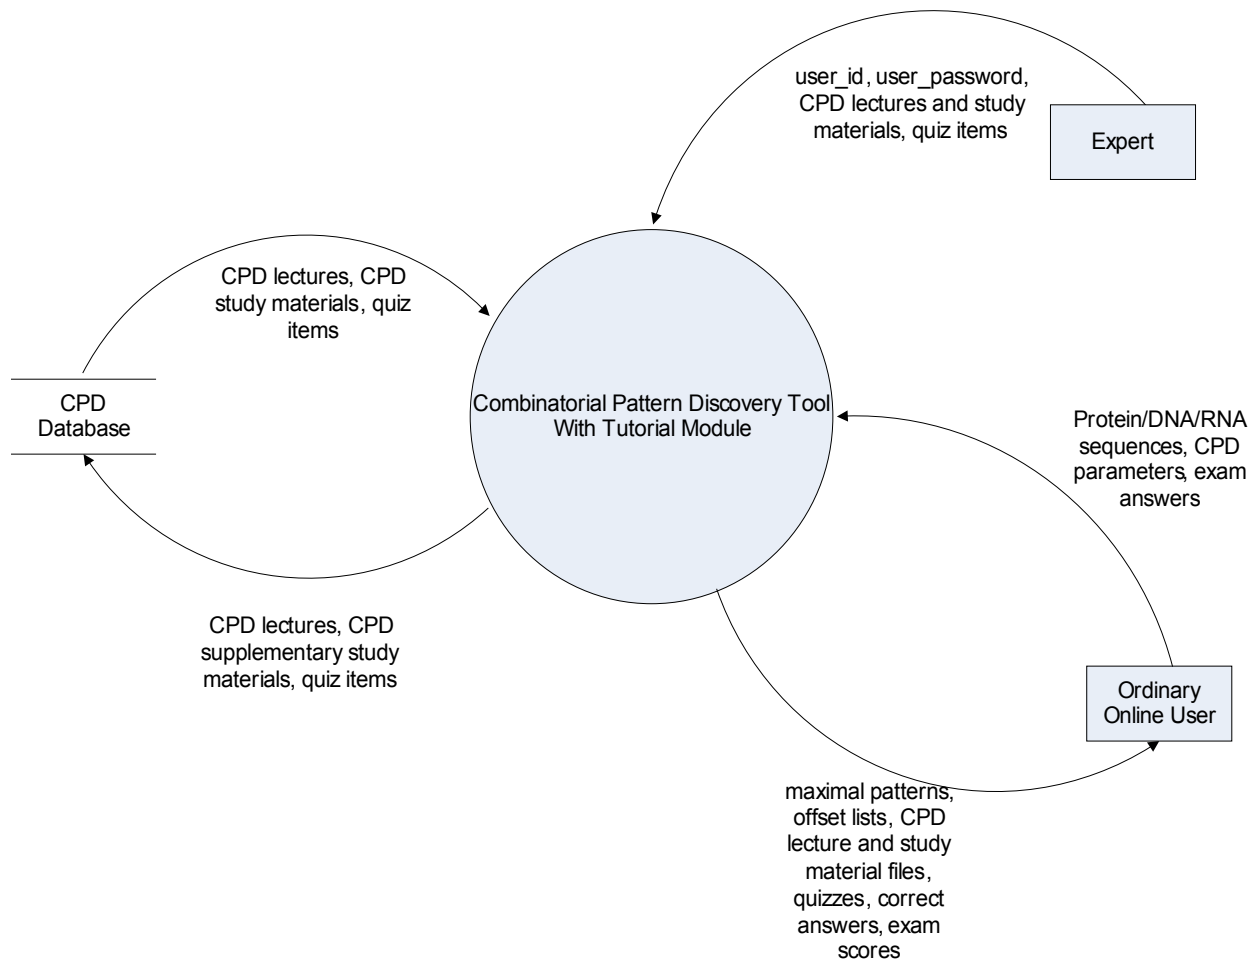 user_id, user_password,
CPD lectures and study
materials, quiz items
Expert
CPD lectures, CPD
study materials, quiz
items
CPD
Database
Combinatorial Pattern Discovery Tool
With Tutorial Module
Protein/DNA/RNA
sequences, CPD
parameters, exam
answers
CPD lectures, CPD
supplementary study
materials, quiz items
Ordinary
Online User
maximal patterns,
offset lists, CPD
lecture and study
material files,
quizzes, correct
answers, exam
scores